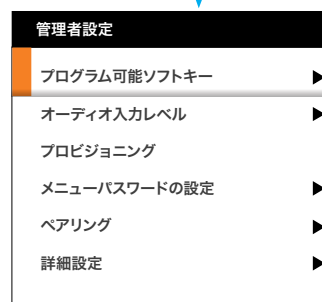 管理者設定
プログラム可能ソフトキー
オーディオ入力レベル
プロビジョニング
メニューパスワードの設定
ペアリング
詳細設定